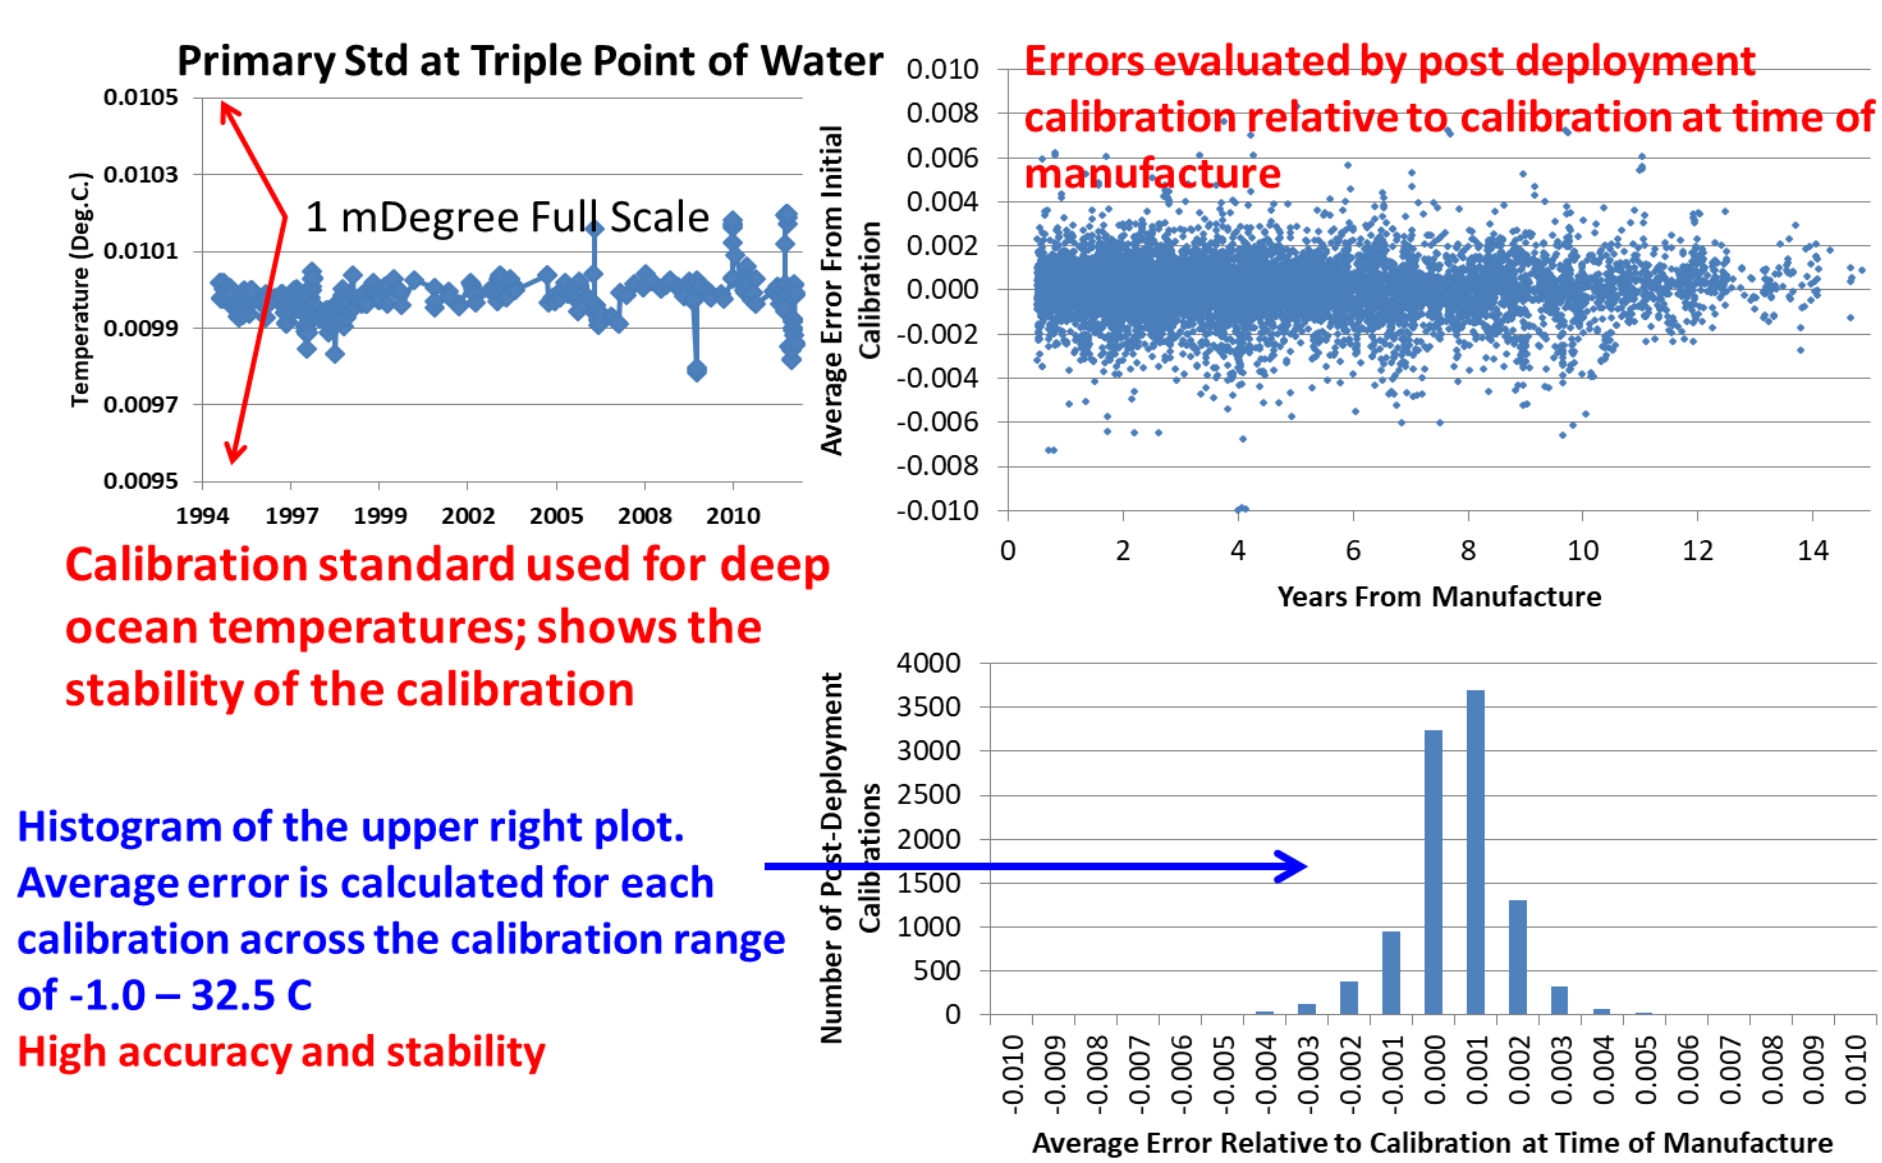 Primary Std at Triple Point of Water
0.0105
0.0103
0.0101
0.0099
0.0097
0.0095
Temperature (Deg.C.)
1 mDegree Full Scale
1994 1997 1999 2002 2005 2008 2010
Calibration standard used for deep
ocean temperatures; shows the
stability of the calibration
Errors evaluated by post deployment
calibration relative to calibration at time of
manufacture
0.010
0.008
0.006
0.004
0.002
0.000
-0.002
-0.004
-0.006
-0.008
-0.010
Average Error From Initial
Calibration
0 2 4 6 8 10 12 14
Years From Manufacture
Histogram of the upper right plot.
Average error is calculated for each
calibration across the calibration range
of -1.0 – 32.5 C
High accuracy and stability
4000
3500
3000
2500
2000
1500
1000
500
0
Number of Post-Deployment
Calibrations
-0.010 -0.009 -0.008 -0.007 -0.006 -0.005 -0.004 -0.003 -0.002 -0.001 0.000 0.001 0.002 0.003 0.004 0.005 0.006 0.007 0.008 0.009 0.010
Average Error Relative to Calibration at Time of Manufacture